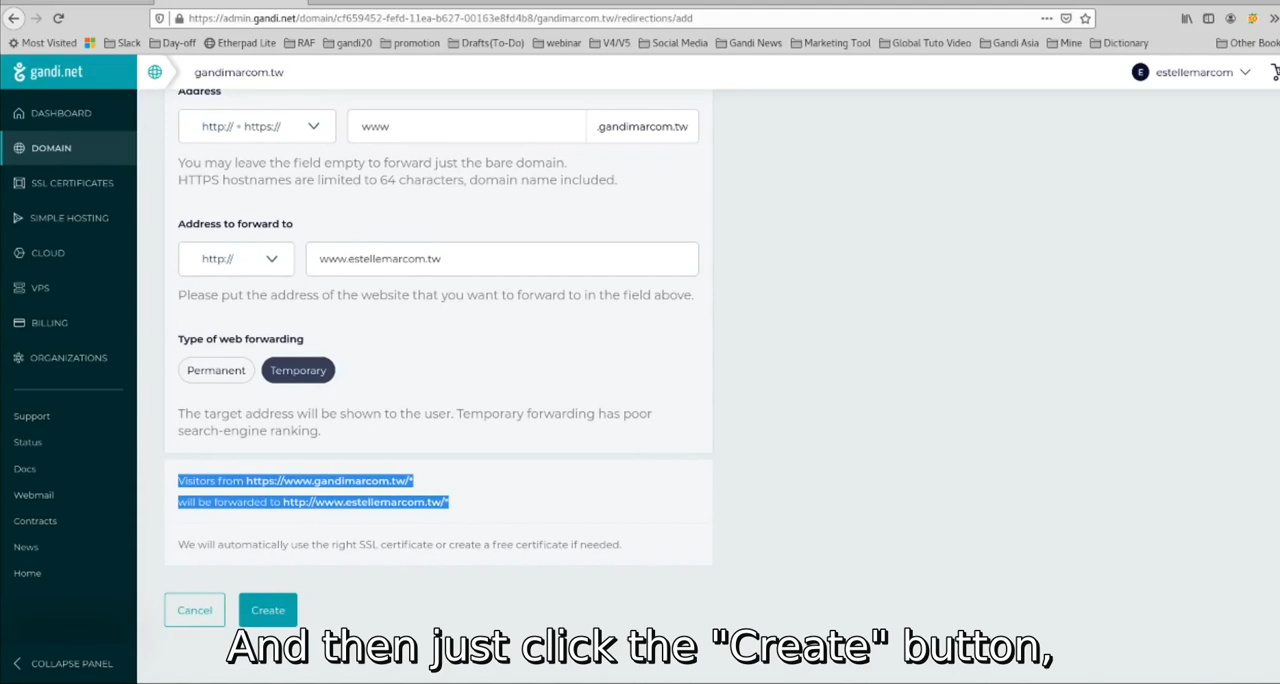 https://admin.gandi.net/domain/cf659452-fefd-11ea-b627-00163e8fd4b8/gandimarcom.tw/redirections/add
Most Visited Slack Day-off Etherpad Lite RAF gandi20 promotion Drafts(To-Do) webinar V4/V5 Social Media Gandi News Marketing Tool Global Tuto Video Gandi Asia Mine Dictionary Other Book
gandi.net
gandimarcom.tw
E estellemarcom
DASHBOARD
DOMAIN
SSL CERTIFICATES
SIMPLE HOSTING
CLOUD
VPS
BILLING
ORGANIZATIONS
Support
Status
Docs
Webmail
Contracts
News
Home
COLLAPSE PANEL
Address
http:// + https:// www .gandimarcom.tw
You may leave the field empty to forward just the bare domain.
HTTPS hostnames are limited to 64 characters, domain name included.
Address to forward to
http:// www.estellemarcom.tw
Please put the address of the website that you want to forward to in the field above.
Type of web forwarding
Permanent Temporary
The target address will be shown to the user. Temporary forwarding has poor
search-engine ranking.
Visitors from https://www.gandimarcom.tw/*
will be forwarded to http://www.estellemarcom.tw/*
We will automatically use the right SSL certificate or create a free certificate if needed.
Cancel Create
And then just click the "Create" button,